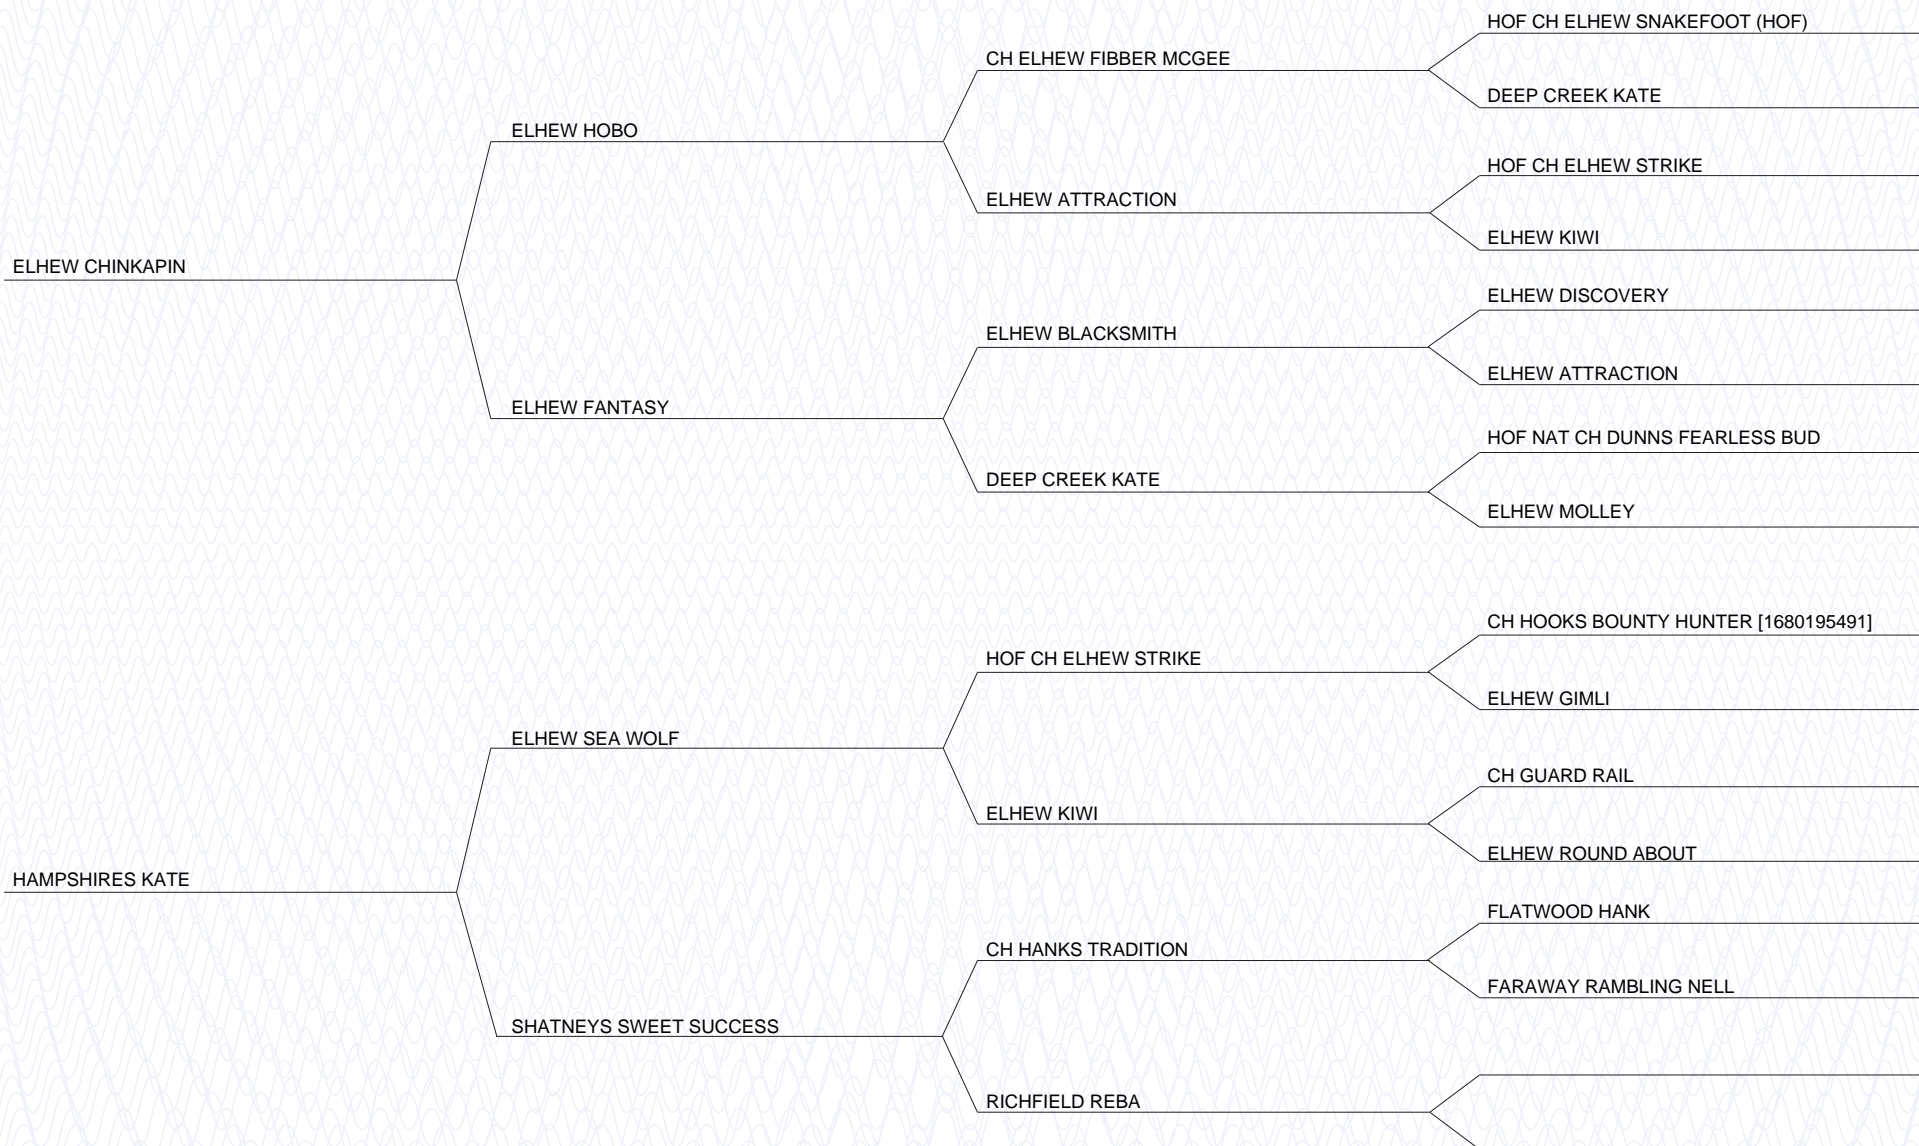 HOF CH ELHEW SNAKEFOOT (HOF)
CH ELHEW FIBBER MCGEE
DEEP CREEK KATE
ELHEW HOBO
HOF CH ELHEW STRIKE
ELHEW ATTRACTION
ELHEW KIWI
ELHEW CHINKAPIN
ELHEW DISCOVERY
ELHEW BLACKSMITH
ELHEW ATTRACTION
ELHEW FANTASY
HOF NAT CH DUNNS FEARLESS BUD
DEEP CREEK KATE
ELHEW MOLLEY
CH HOOKS BOUNTY HUNTER [1680195491]
HOF CH ELHEW STRIKE
ELHEW GIMLI
ELHEW SEA WOLF
CH GUARD RAIL
ELHEW KIWI
ELHEW ROUND ABOUT
HAMPSHIRES KATE
FLATWOOD HANK
CH HANKS TRADITION
FARAWAY RAMBLING NELL
SHATNEYS SWEET SUCCESS
RICHFIELD REBA